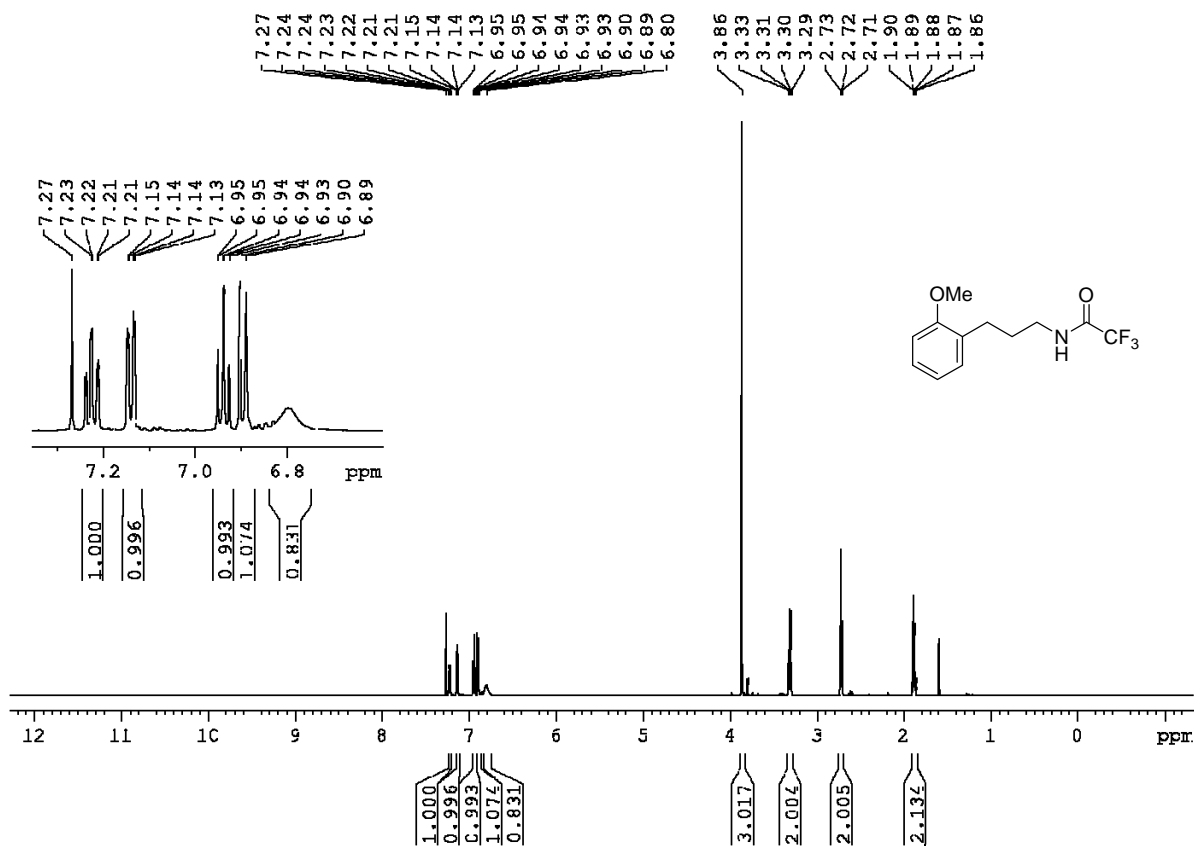 7.27 7.24 7.24 7.23 7.22 7.21 7.21 7.15 7.14 7.14 7.13 6.95 6.95 6.94 6.94 6.93 6.93 6.90 6.89 6.80
3.86 3.33 3.31 3.30 3.29 2.73 2.72 2.71 1.90 1.89 1.88 1.87 1.86
7.27 7.23 7.22 7.21 7.21 7.15 7.14 7.14 7.13 6.95 6.95 6.94 6.94 6.93 6.90 6.89
7.2 7.0 6.8 ppm
1.000 0.996 0.993 1.074 0.831
OMe
O
N
H
CF3
12 11 10 9 8 7 6 5 4 3 2 1 0 ppm
1.000 0.996 0.993 1.074 0.831 3.017 2.004 2.005 2.134